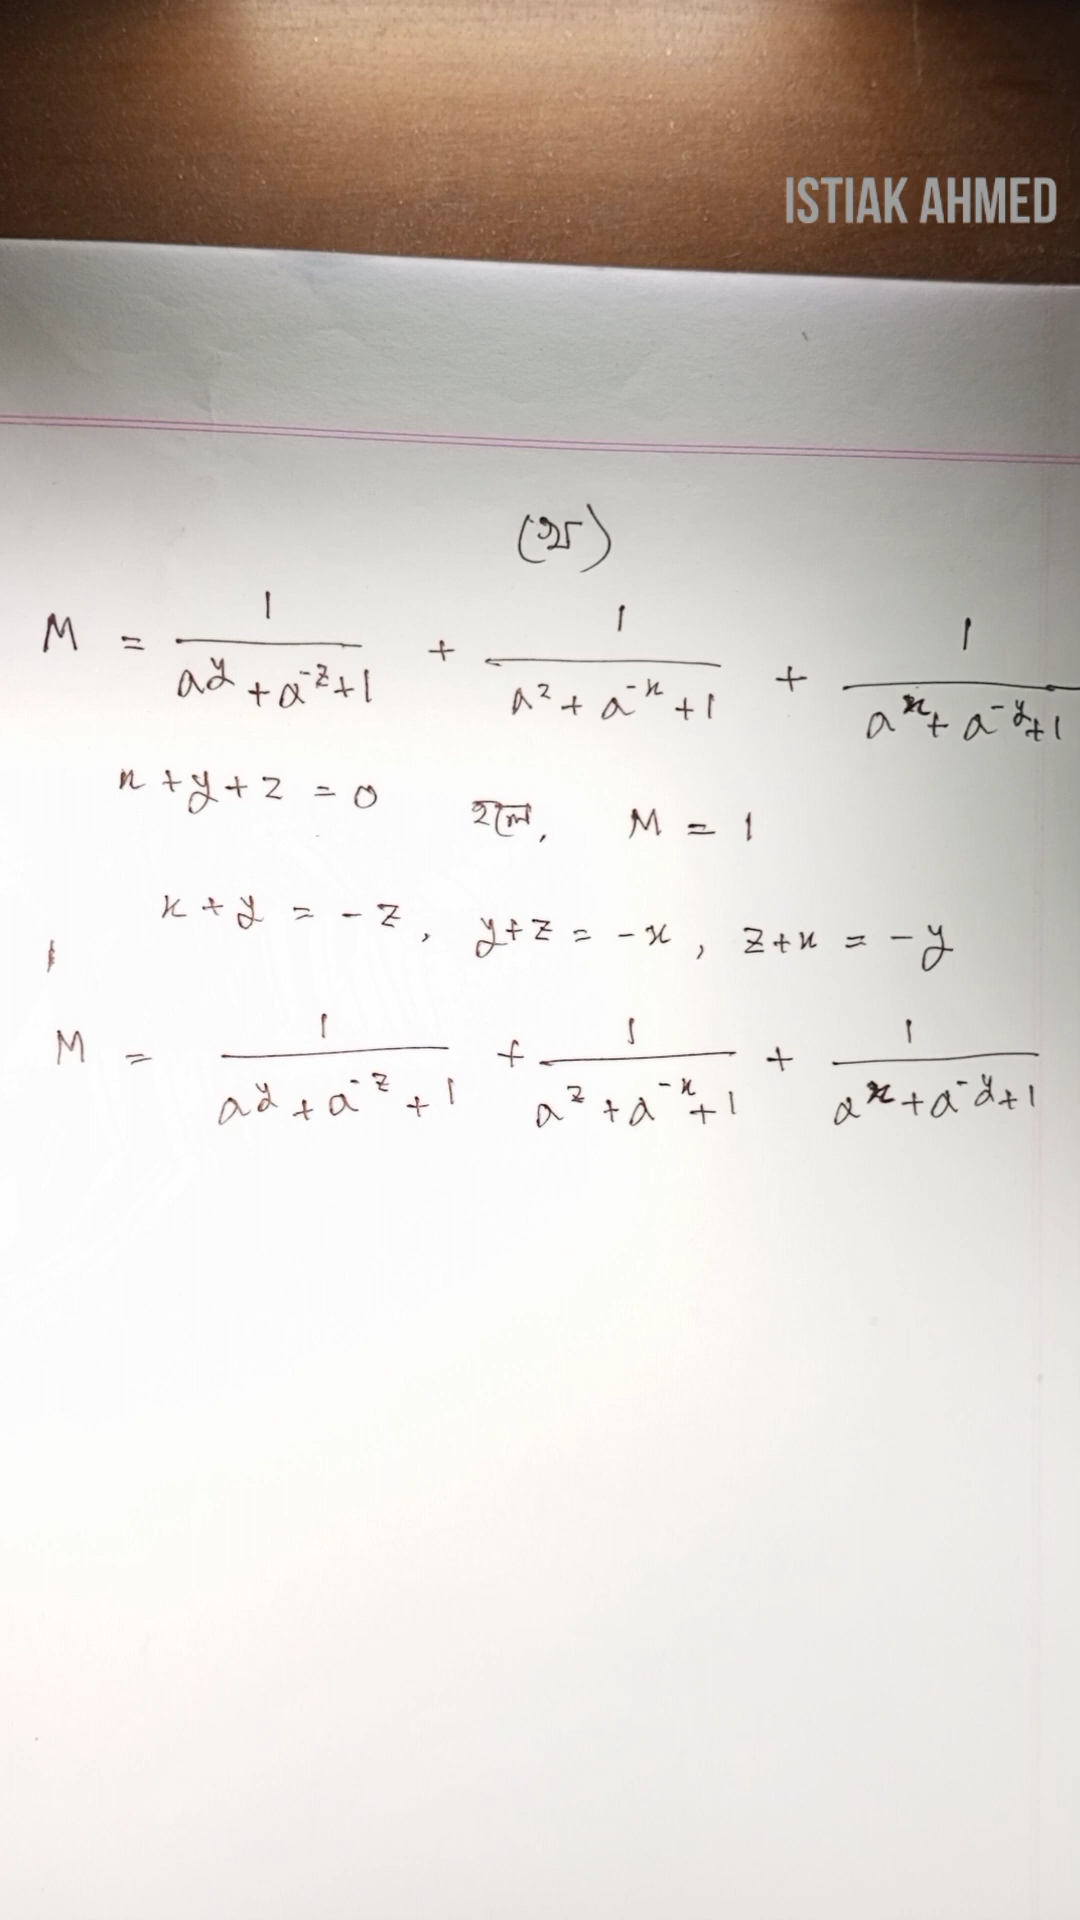 ISTIAK AHMED
(খ)
M = 1/(a^y + a^-z + 1) + 1/(a^z + a^-x + 1) + 1/(a^x + a^-y + 1)
x + y + z = 0 হলে, M = 1
x + y = -z, y + z = -x, z + x = -y
M = 1/(a^y + a^-z + 1) + 1/(a^z + a^-x + 1) + 1/(a^x + a^-y + 1)